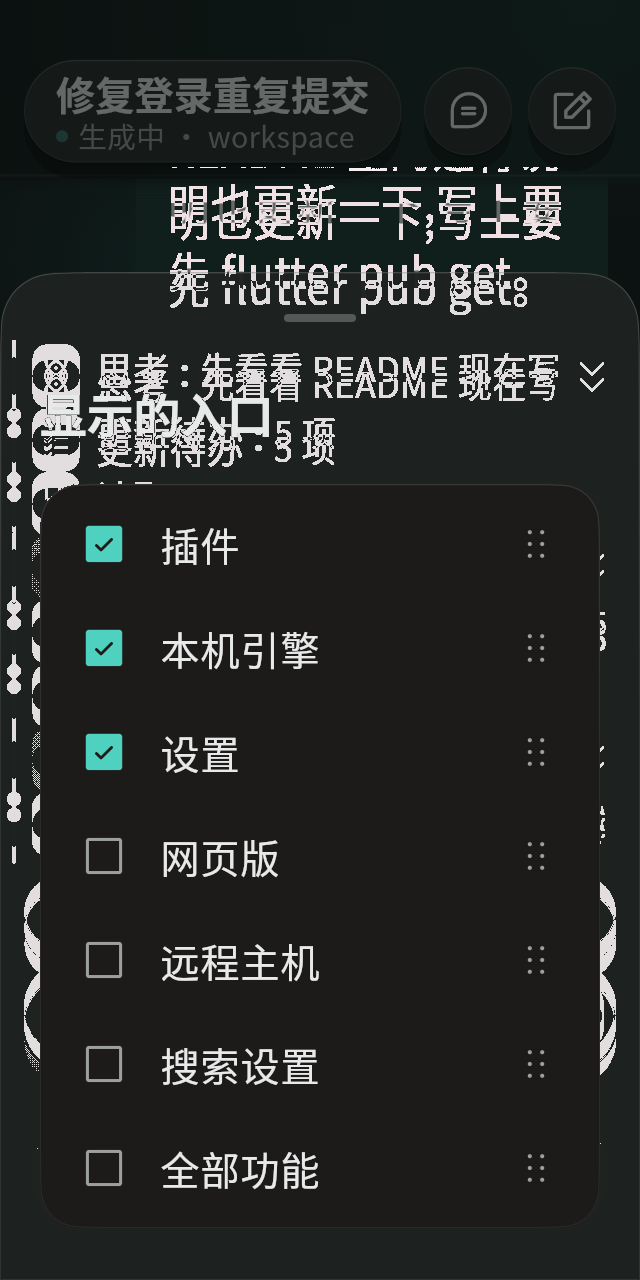 修复登录重复提交
生成中 · workspace
明也更新一下,写上要
先 flutter pub get。
思考：先看看 README 现在写
显示的入口
更新待办 · 5 项
插件
本机引擎
设置
网页版
远程主机
搜索设置
全部功能